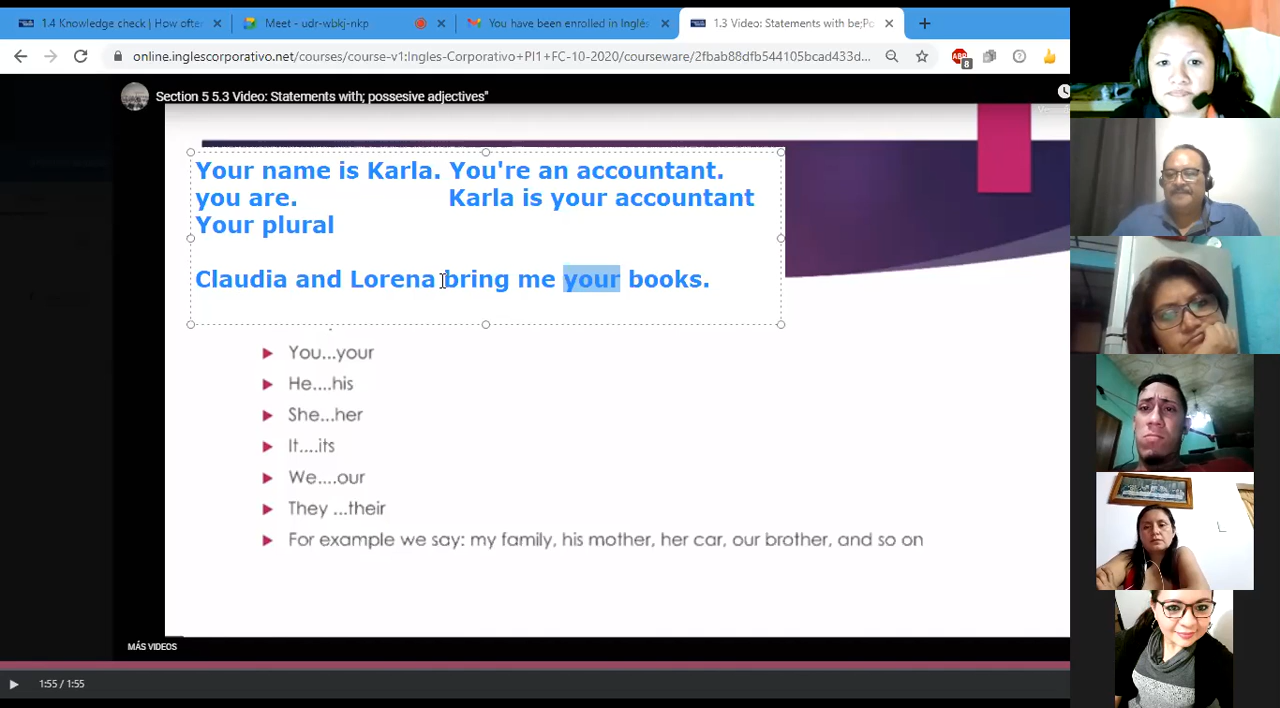 1.4 Knowledge check | How ofte
Meet - udr-wbkj-nkp
You have been enrolled in Inglés
1.3 Video: Statements with be;Po
online.inglescorporativo.net/courses/course-v1:Ingles-Corporativo+PI1+FC-10-2020/courseware/2fbab88dfb544105bcad433d...
8
Section 5 5.3 Video: Statements with; possesive adjectives"
Your name is Karla. You're an accountant.
you are. Karla is your accountant
Your plural
Claudia and Lorena bring me your books.
You...your
He....his
She...her
It....its
We....our
They ...their
For example we say: my family, his mother, her car, our brother, and so on
MÁS VIDEOS
1:55 / 1:55